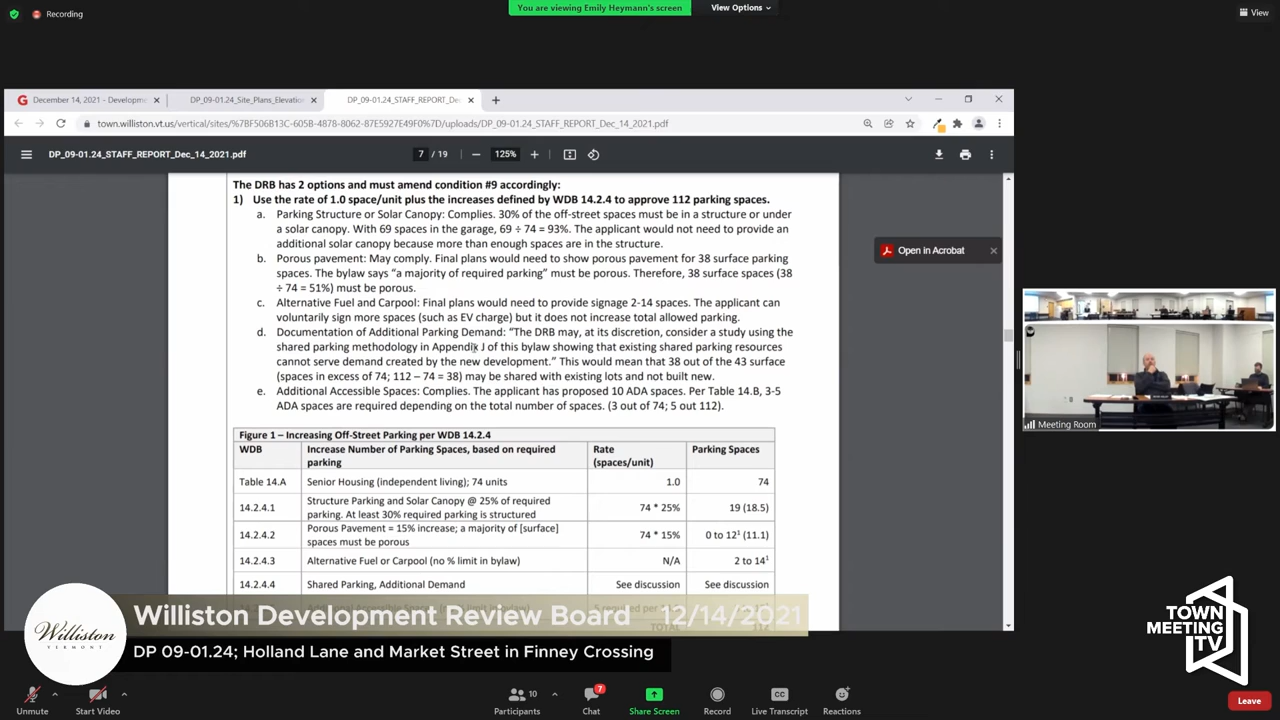 Recording
You are viewing Emily Heymann's screen
View Options
View
December 14, 2021 - Developm
DP_09-01.24_Site_Plans_Elevation
DP_09-01.24_STAFF_REPORT_De
town.williston.vt.us/vertical/sites/%7BF506B13C-605B-4878-8062-87E5927E49F0%7D/uploads/DP_09-01.24_STAFF_REPORT_Dec_14_2021.pdf
DP_09-01.24_STAFF_REPORT_Dec_14_2021.pdf
7 / 19
125%
The DRB has 2 options and must amend condition #9 accordingly:
1) Use the rate of 1.0 space/unit plus the increases defined by WDB 14.2.4 to approve 112 parking spaces.
a. Parking Structure or Solar Canopy: Complies. 30% of the off-street spaces must be in a structure or under
a solar canopy. With 69 spaces in the garage, 69 ÷ 74 = 93%. The applicant would not need to provide an
additional solar canopy because more than enough spaces are in the structure.
b. Porous pavement: May comply. Final plans would need to show porous pavement for 38 surface parking
spaces. The bylaw says “a majority of required parking” must be porous. Therefore, 38 surface spaces (38
÷ 74 = 51%) must be porous.
c. Alternative Fuel and Carpool: Final plans would need to provide signage 2-14 spaces. The applicant can
voluntarily sign more spaces (such as EV charge) but it does not increase total allowed parking.
d. Documentation of Additional Parking Demand: “The DRB may, at its discretion, consider a study using the
shared parking methodology in Appendix J of this bylaw showing that existing shared parking resources
cannot serve demand created by the new development.” This would mean that 38 out of the 43 surface
(spaces in excess of 74; 112 – 74 = 38) may be shared with existing lots and not built new.
e. Additional Accessible Spaces: Complies. The applicant has proposed 10 ADA spaces. Per Table 14.B, 3-5
ADA spaces are required depending on the total number of spaces. (3 out of 74; 5 out 112).
Open in Acrobat
Figure 1 – Increasing Off-Street Parking per WDB 14.2.4
WDB Increase Number of Parking Spaces, based on required parking Rate (spaces/unit) Parking Spaces
Table 14.A Senior Housing (independent living); 74 units 1.0 74
14.2.4.1 Structure Parking and Solar Canopy @ 25% of required parking. At least 30% required parking is structured 74 * 25% 19 (18.5)
14.2.4.2 Porous Pavement = 15% increase; a majority of [surface] spaces must be porous 74 * 15% 0 to 12¹ (11.1)
14.2.4.3 Alternative Fuel or Carpool (no % limit in bylaw) N/A 2 to 14¹
14.2.4.4 Shared Parking, Additional Demand See discussion See discussion
Meeting Room
Williston
VERMONT
Williston Development Review Board 12/14/2021
DP 09-01.24; Holland Lane and Market Street in Finney Crossing
TOWN
MEETING
TV
Unmute
Start Video
10
Participants
7
Chat
Share Screen
Record
CC
Live Transcript
Reactions
Leave